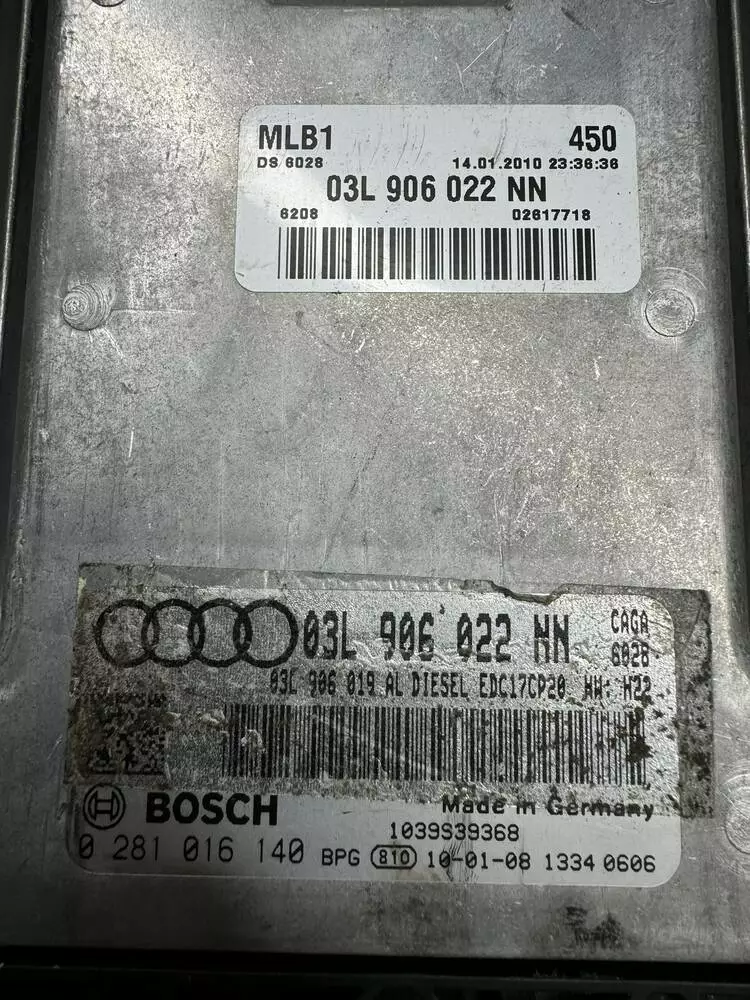 MLB1 450
DS 6028 14.01.2010 23:36:36
03L 906 022 NN
6208 02617718
03L 906 022 NN CAGA
6028
03L 906 019 AL DIESEL EDC17CP20 HW: H22
BOSCH Made in Germany
1039S39368
0 281 016 140 BPG 810 10-01-08 1334 0606